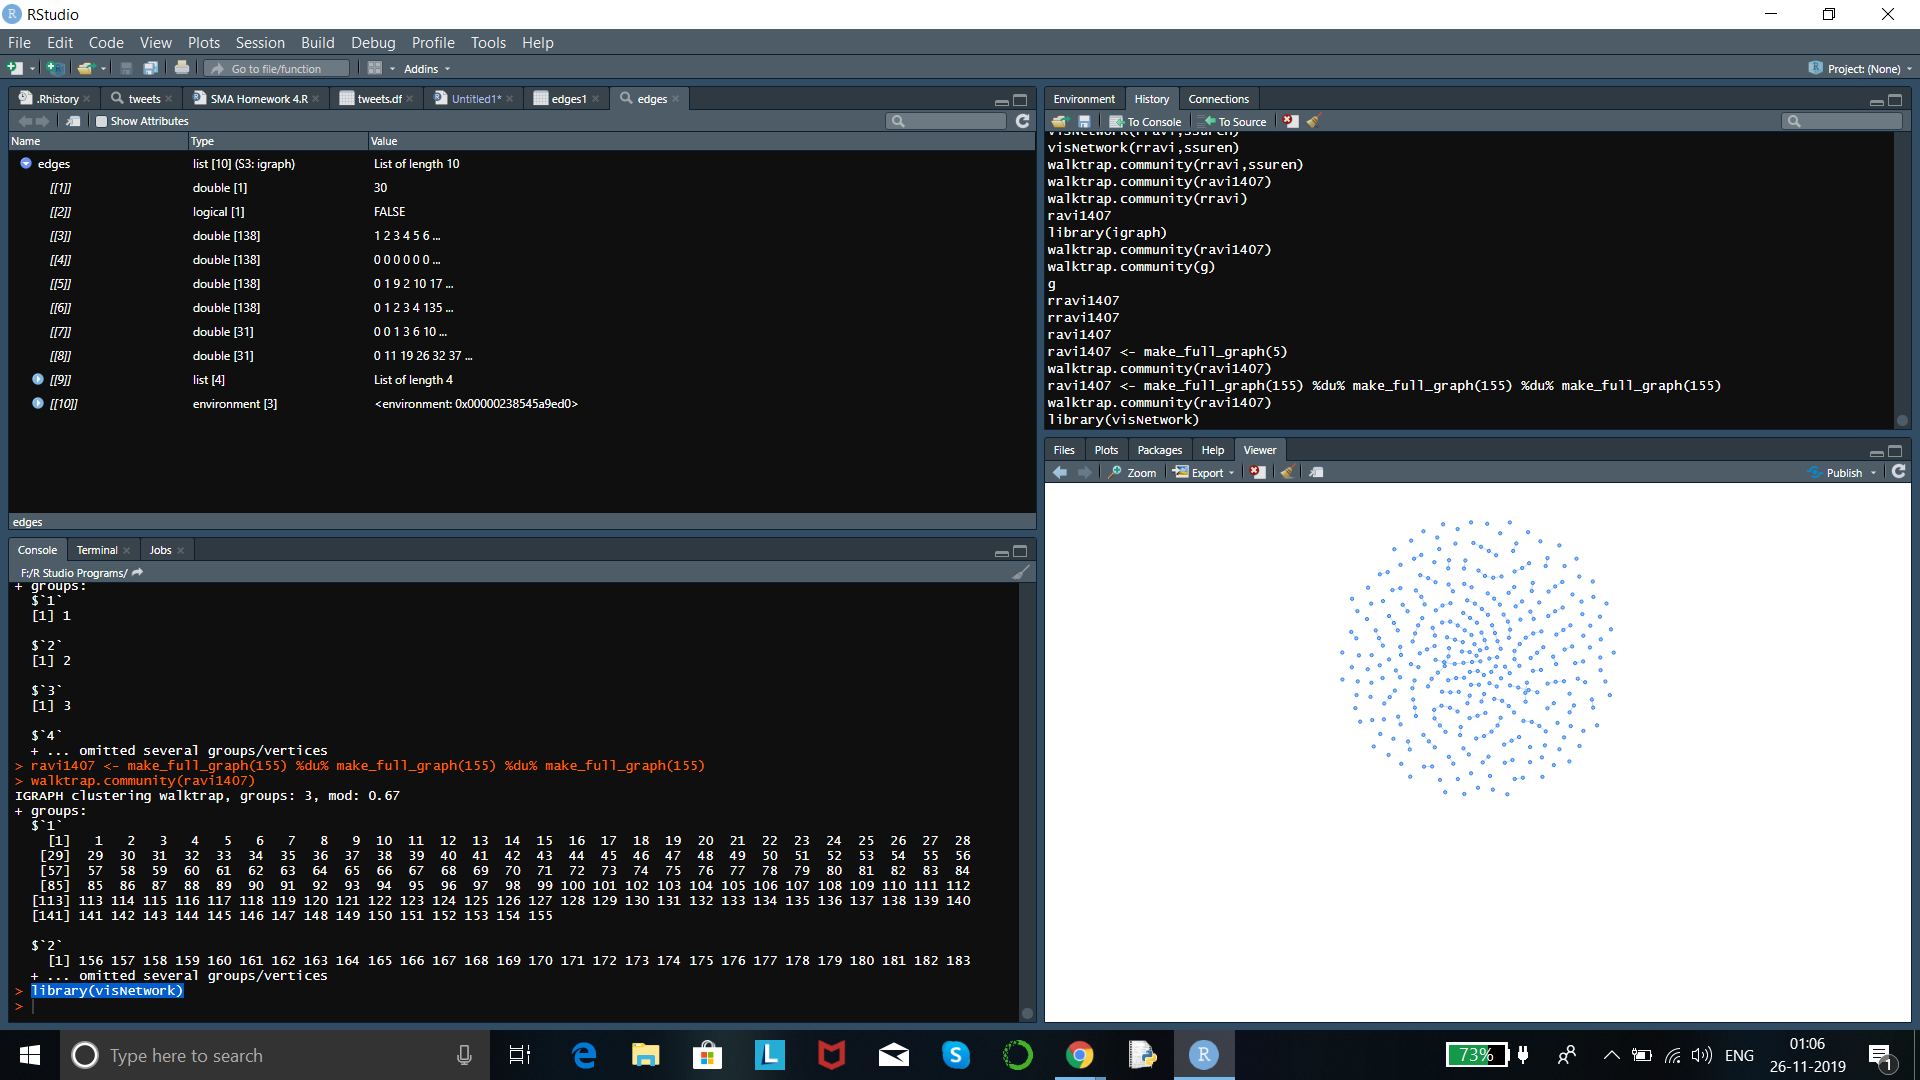 RStudio
File Edit Code View Plots Session Build Debug Profile Tools Help
Go to file/function Addins Project: (None)
.Rhistory tweets SMA Homework 4.R tweets.df Untitled1* edges1 edges
Show Attributes
Name Type Value
edges list [10] (S3: igraph) List of length 10
[[1]] double [1] 30
[[2]] logical [1] FALSE
[[3]] double [138] 1 2 3 4 5 6 ...
[[4]] double [138] 0 0 0 0 0 0 ...
[[5]] double [138] 0 1 9 2 10 17 ...
[[6]] double [138] 0 1 2 3 4 135 ...
[[7]] double [31] 0 0 1 3 6 10 ...
[[8]] double [31] 0 11 19 26 32 37 ...
[[9]] list [4] List of length 4
[[10]] environment [3] <environment: 0x00000238545a9ed0>
edges
Console Terminal Jobs
F:/R Studio Programs/
+ groups:
$`1`
[1] 1
$`2`
[1] 2
$`3`
[1] 3
$`4`
+ ... omitted several groups/vertices
> ravi1407 <- make_full_graph(155) %du% make_full_graph(155) %du% make_full_graph(155)
> walktrap.community(ravi1407)
IGRAPH clustering walktrap, groups: 3, mod: 0.67
+ groups:
$`1`
[1] 1 2 3 4 5 6 7 8 9 10 11 12 13 14 15 16 17 18 19 20 21 22 23 24 25 26 27 28
[29] 29 30 31 32 33 34 35 36 37 38 39 40 41 42 43 44 45 46 47 48 49 50 51 52 53 54 55 56
[57] 57 58 59 60 61 62 63 64 65 66 67 68 69 70 71 72 73 74 75 76 77 78 79 80 81 82 83 84
[85] 85 86 87 88 89 90 91 92 93 94 95 96 97 98 99 100 101 102 103 104 105 106 107 108 109 110 111 112
[113] 113 114 115 116 117 118 119 120 121 122 123 124 125 126 127 128 129 130 131 132 133 134 135 136 137 138 139 140
[141] 141 142 143 144 145 146 147 148 149 150 151 152 153 154 155
$`2`
[1] 156 157 158 159 160 161 162 163 164 165 166 167 168 169 170 171 172 173 174 175 176 177 178 179 180 181 182 183
+ ... omitted several groups/vertices
> library(visNetwork)
>
Environment History Connections
To Console To Source
visNetwork(rravi,ssuren)
visNetwork(rravi,ssuren)
walktrap.community(rravi,ssuren)
walktrap.community(ravi1407)
walktrap.community(rravi)
ravi1407
library(igraph)
walktrap.community(ravi1407)
walktrap.community(g)
g
rravi1407
rravi1407
ravi1407
ravi1407 <- make_full_graph(5)
walktrap.community(ravi1407)
ravi1407 <- make_full_graph(155) %du% make_full_graph(155) %du% make_full_graph(155)
walktrap.community(ravi1407)
library(visNetwork)
Files Plots Packages Help Viewer
Zoom Export Publish
Type here to search
73%
ENG
01:06
26-11-2019
1